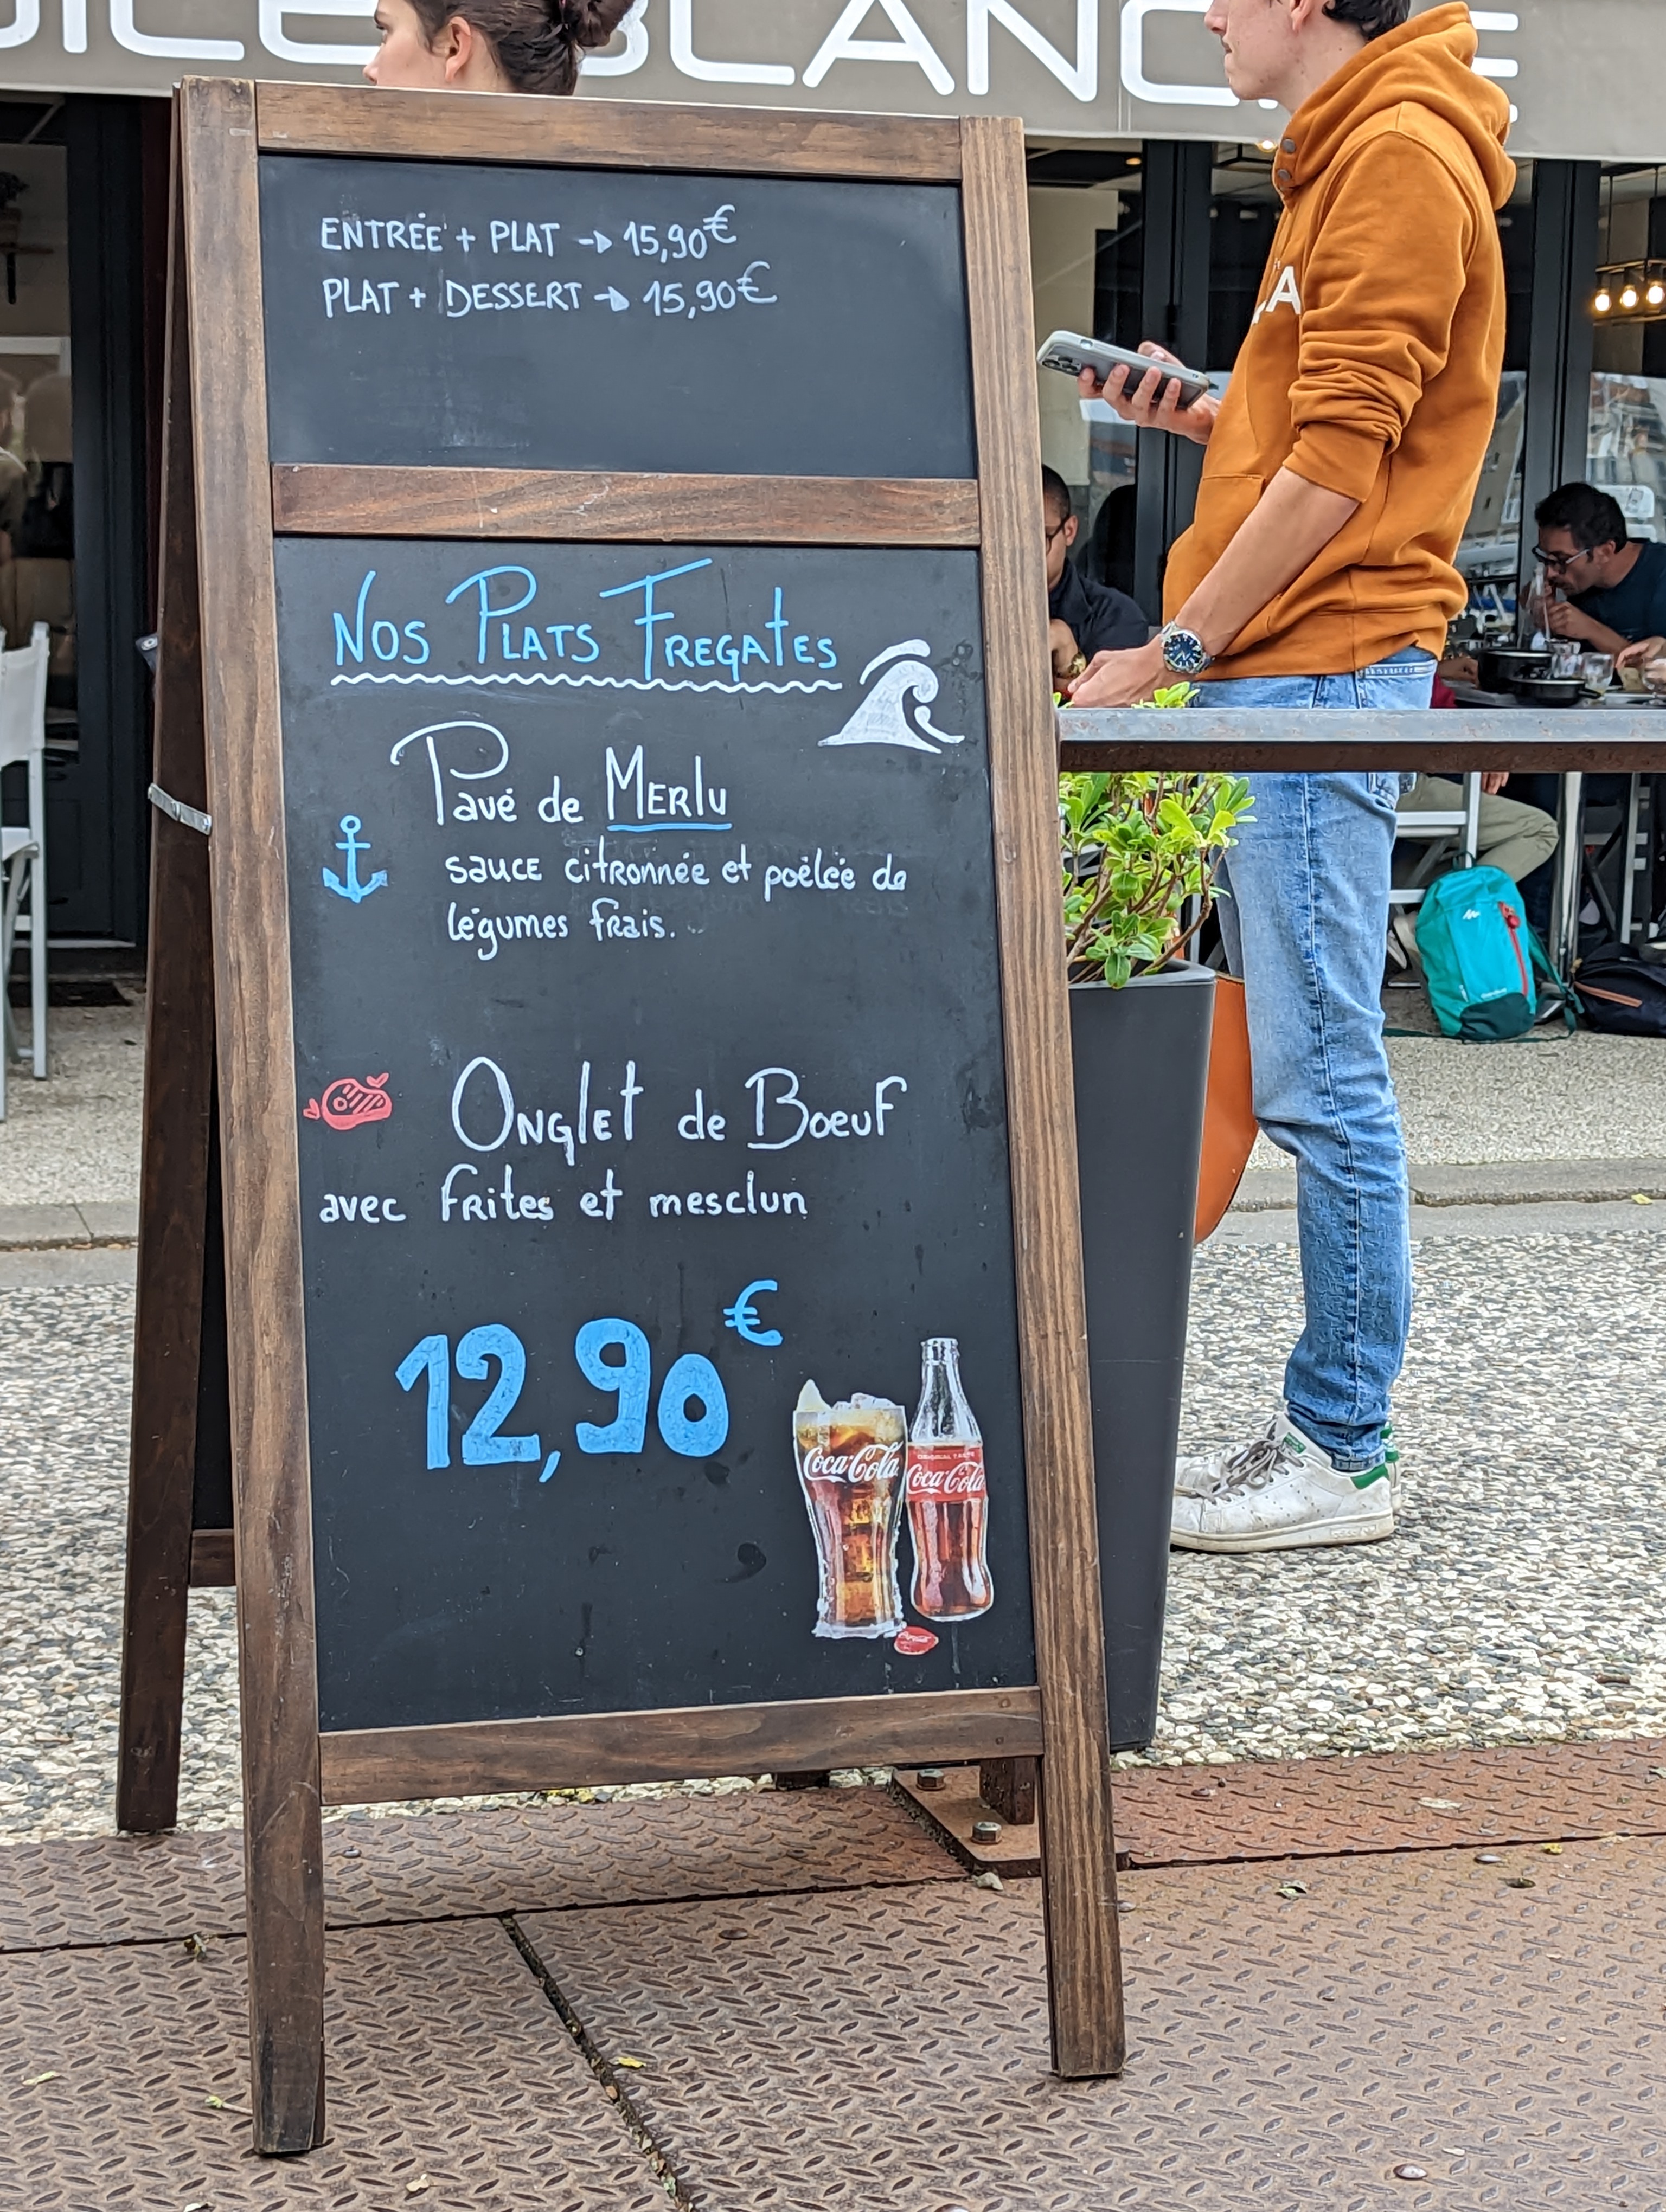 BLANCHE
ENTRÉE + PLAT → 15,90€
PLAT + DESSERT → 15,90€
Nos Plats Fregates
Pavé de Merlu
sauce citronnée et poêlée de
légumes frais.
Onglet de Boeuf
avec frites et mesclun
12,90€
Coca-Cola
Coca-Cola